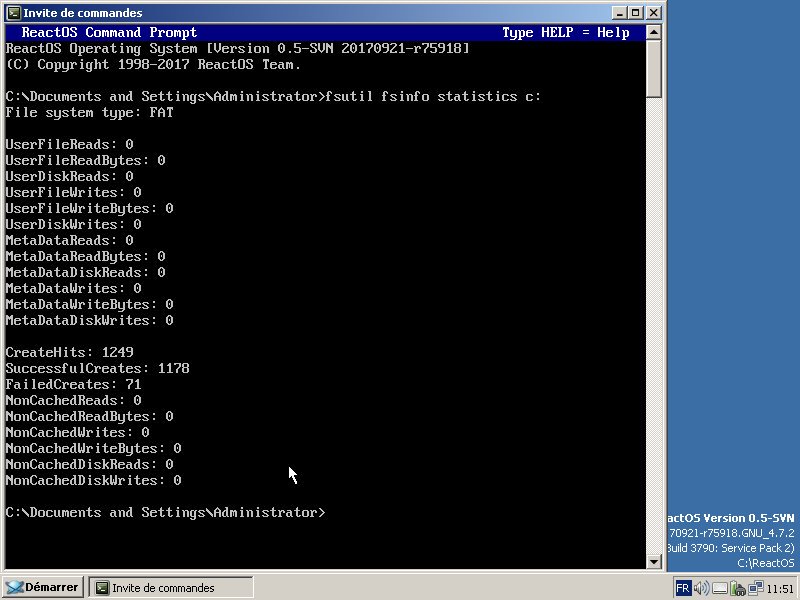 Invite de commandes
ReactOS Command Prompt Type HELP = Help
ReactOS Operating System [Version 0.5-SVN 20170921-r75918]
(C) Copyright 1998-2017 ReactOS Team.
C:\Documents and Settings\Administrator>fsutil fsinfo statistics c:
File system type: FAT
UserFileReads: 0
UserFileReadBytes: 0
UserDiskReads: 0
UserFileWrites: 0
UserFileWriteBytes: 0
UserDiskWrites: 0
MetaDataReads: 0
MetaDataReadBytes: 0
MetaDataDiskReads: 0
MetaDataWrites: 0
MetaDataWriteBytes: 0
MetaDataDiskWrites: 0
CreateHits: 1249
SuccessfulCreates: 1178
FailedCreates: 71
NonCachedReads: 0
NonCachedReadBytes: 0
NonCachedWrites: 0
NonCachedWriteBytes: 0
NonCachedDiskReads: 0
NonCachedDiskWrites: 0
C:\Documents and Settings\Administrator>
actOS Version 0.5-SVN
70921-r75918.GNU_4.7.2
Build 3790: Service Pack 2)
C:\ReactOS
Démarrer Invite de commandes FR 11:51